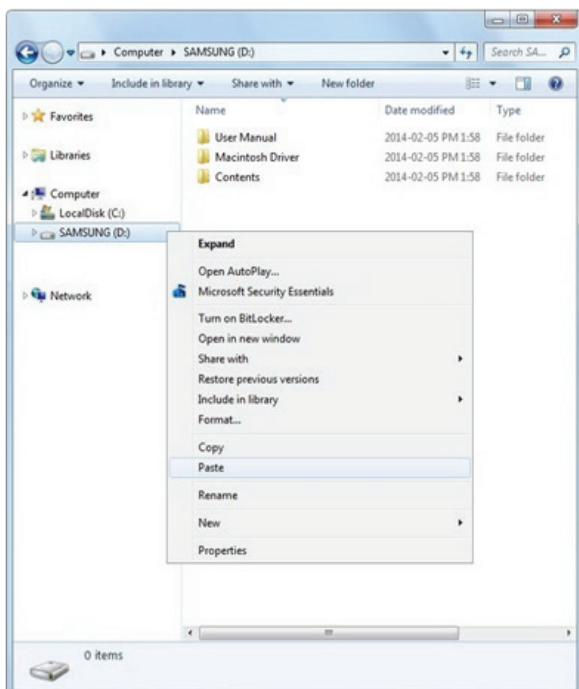 Computer ▸ SAMSUNG (D:)
Search SA...
Organize Include in library Share with New folder
Name Date modified Type
Favorites
Libraries
Computer
LocalDisk (C:)
SAMSUNG (D:)
Network
User Manual 2014-02-05 PM 1:58 File folder
Macintosh Driver 2014-02-05 PM 1:58 File folder
Contents 2014-02-05 PM 1:58 File folder
Expand
Open AutoPlay...
Microsoft Security Essentials
Turn on BitLocker...
Open in new window
Share with
Restore previous versions
Include in library
Format...
Copy
Paste
Rename
New
Properties
0 items